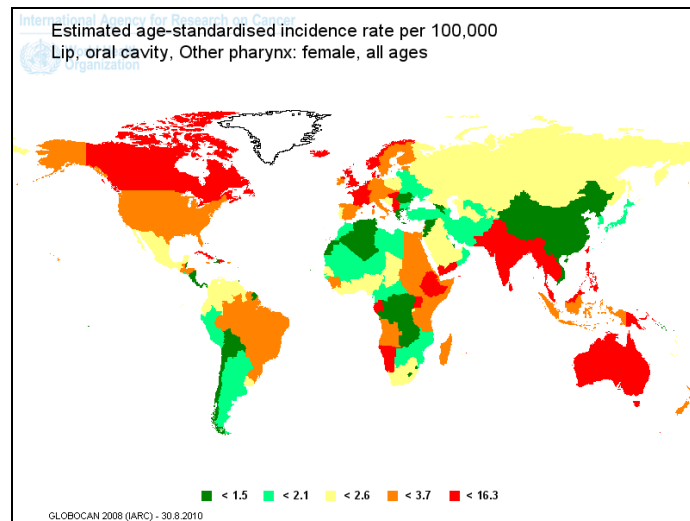 International Agency for Research on Cancer
Estimated age-standardised incidence rate per 100,000
Lip, oral cavity, Other pharynx: female, all ages
World Health
Organization
< 1.5 < 2.1 < 2.6 < 3.7 < 16.3
GLOBOCAN 2008 (IARC) - 30.8.2010